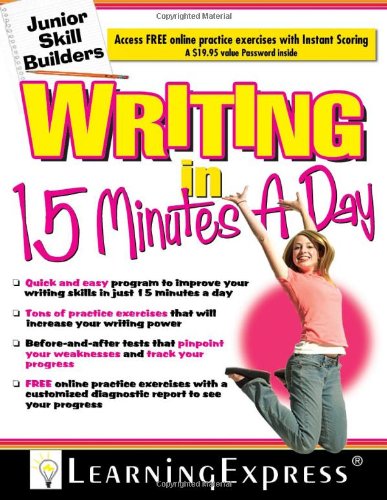 Junior
Skill
Builders
Access FREE online practice exercises with Instant Scoring
A $19.95 value Password inside
WRITING
in
15 Minutes A Day
Quick and easy program to improve your
writing skills in just 15 minutes a day
Tons of practice exercises that will
increase your writing power
Before-and-after tests that pinpoint
your weaknesses and track your
progress
FREE online practice exercises with a
customized diagnostic report to see
your progress
LEARNINGEXPRESS®
Copyrighted Material
Copyrighted Material